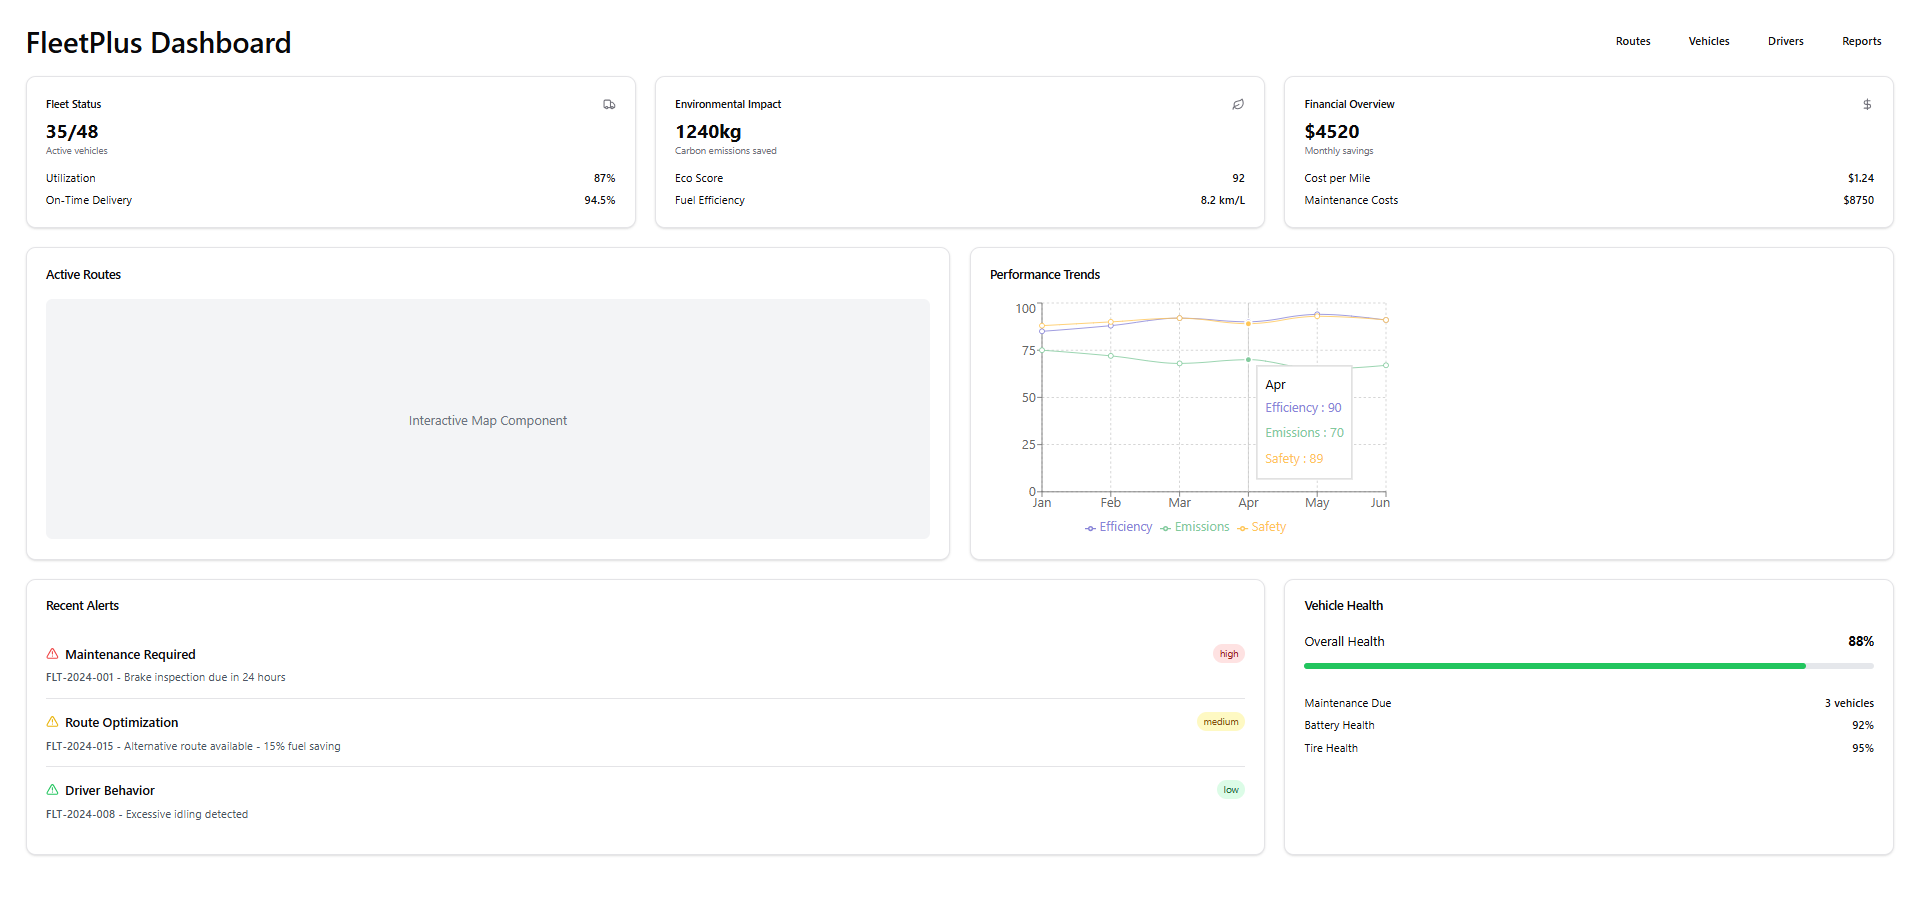 FleetPlus Dashboard
Routes Vehicles Drivers Reports
Fleet Status
35/48
Active vehicles
Utilization 87%
On-Time Delivery 94.5%
Environmental Impact
1240kg
Carbon emissions saved
Eco Score 92
Fuel Efficiency 8.2 km/L
Financial Overview
$4520
Monthly savings
Cost per Mile $1.24
Maintenance Costs $8750
Active Routes
Interactive Map Component
Performance Trends
100
75
50
25
0
Jan Feb Mar Apr May Jun
Apr
Efficiency : 90
Emissions : 70
Safety : 89
Efficiency Emissions Safety
Recent Alerts
Maintenance Required high
FLT-2024-001 - Brake inspection due in 24 hours
Route Optimization medium
FLT-2024-015 - Alternative route available - 15% fuel saving
Driver Behavior low
FLT-2024-008 - Excessive idling detected
Vehicle Health
Overall Health 88%
Maintenance Due 3 vehicles
Battery Health 92%
Tire Health 95%